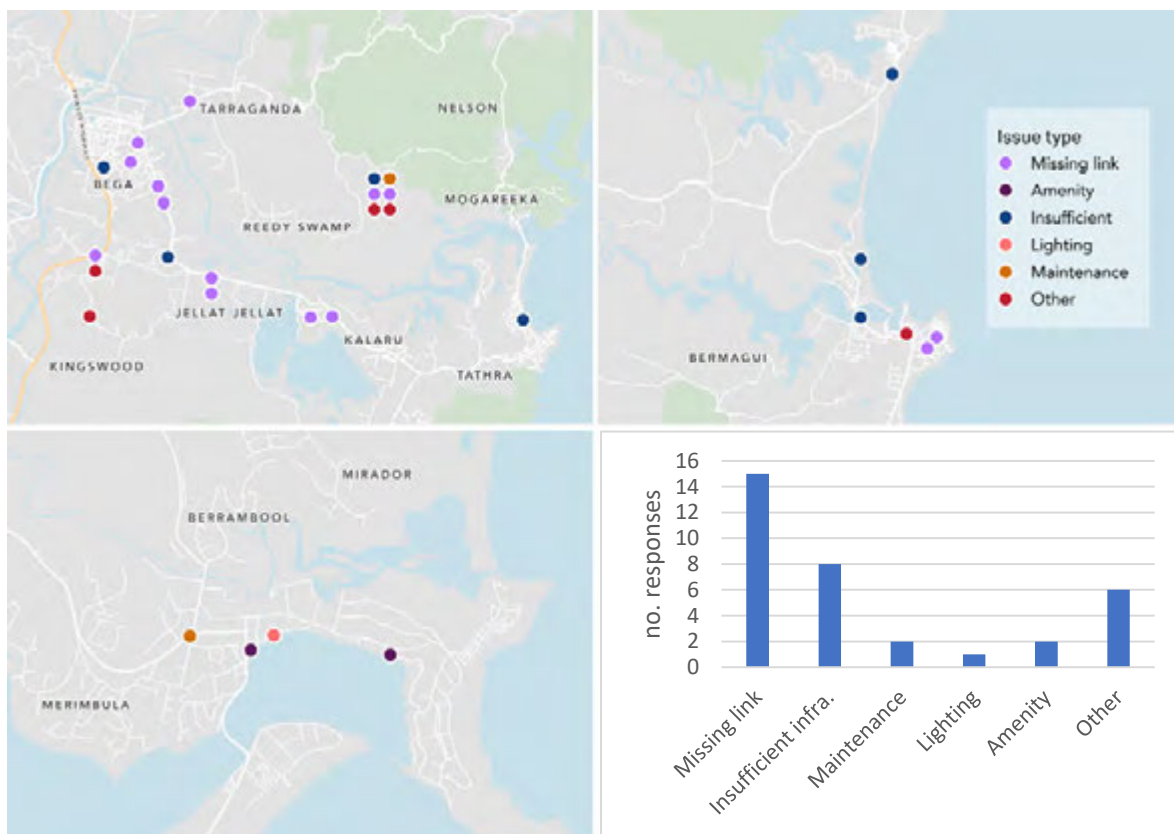 TARRAGANDA
NELSON
BEGA
MOGAREEKA
REEDY SWAMP
JELLAT JELLAT
KALARU
KINGSWOOD
TATHRA
BERMAGUI
Issue type
Missing link
Amenity
Insufficient
Lighting
Maintenance
Other
MIRADOR
BERRAMBOOL
MERIMBULA
no. responses
16
14
12
10
8
6
4
2
0
Missing link
Insufficient infra.
Maintenance
Lighting
Amenity
Other